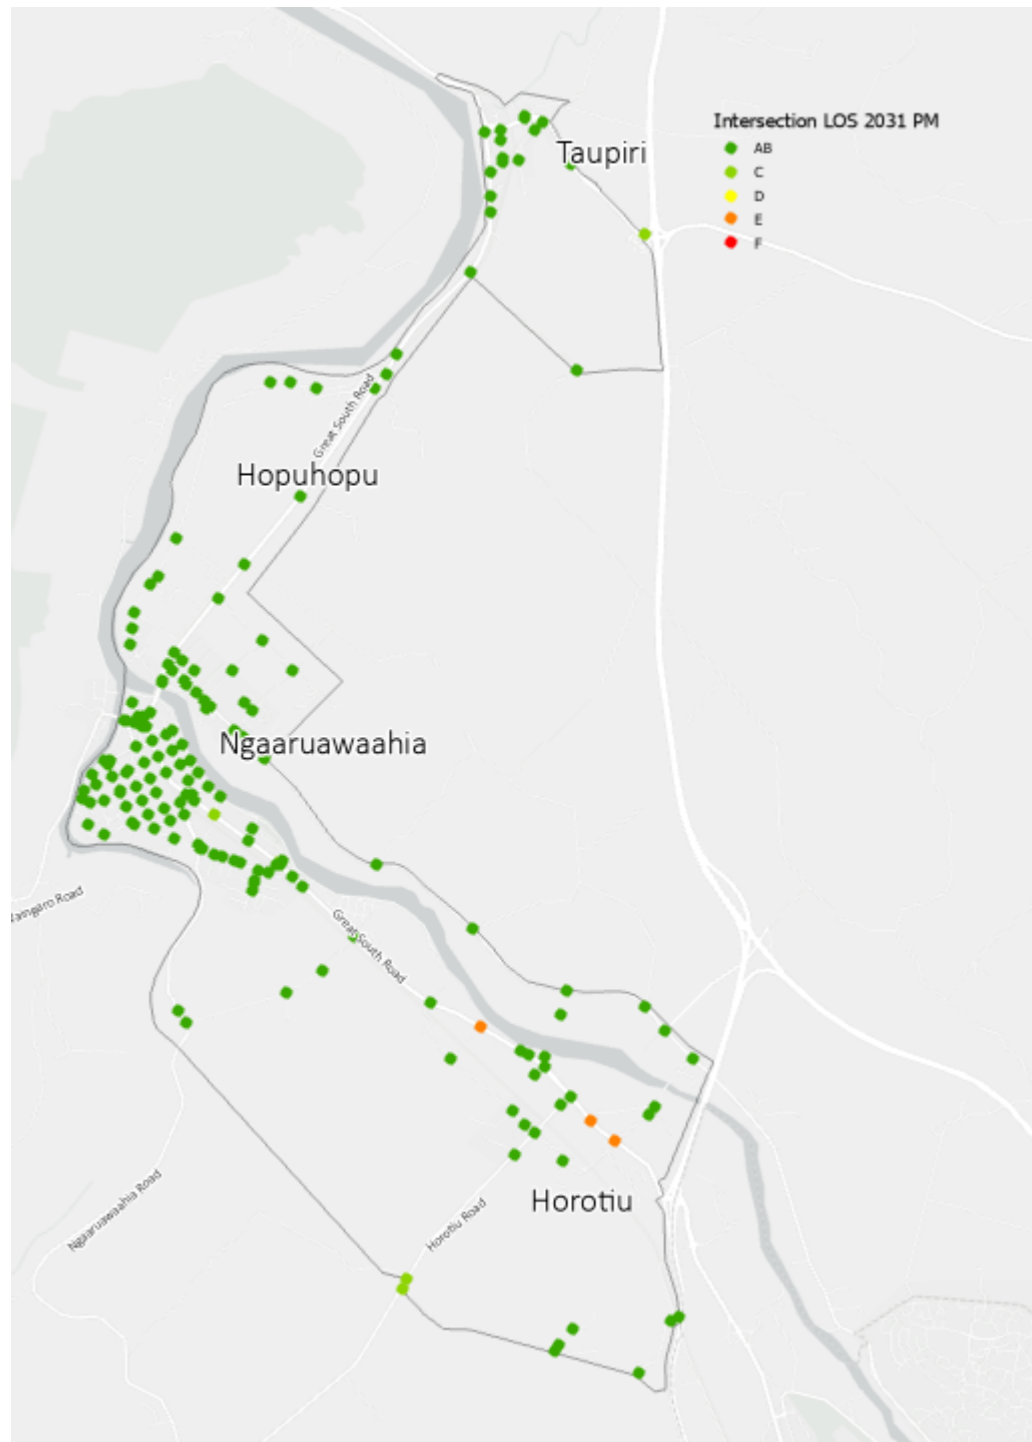 Intersection LOS 2031 PM
AB
C
D
E
F
Taupiri
Great South Road
Hopuhopu
Ngaaruawaahia
Great South Road
Road
Ngaaruawaahia Road
Horotiu Road
Horotiu